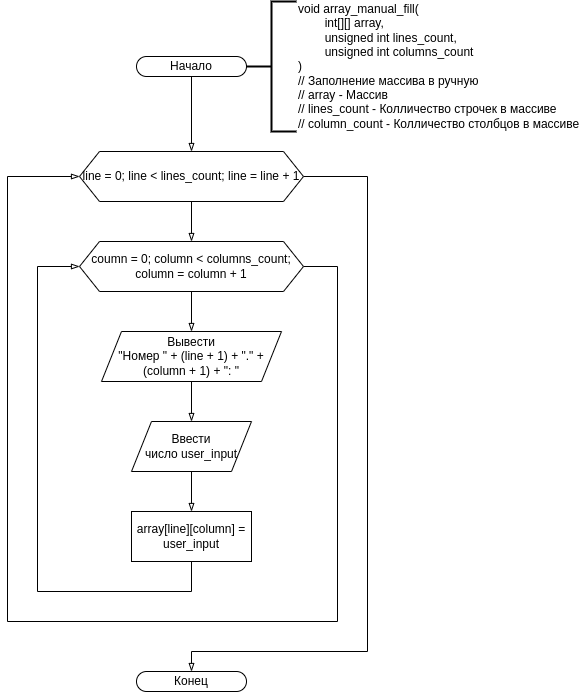 void array_manual_fill(
int[][] array,
unsigned int lines_count,
unsigned int columns_count
)
// Заполнение массива в ручную
// array - Массив
// lines_count - Колличество строчек в массиве
// column_count - Колличество столбцов в массиве
Начало
line = 0; line < lines_count; line = line + 1
coumn = 0; column < columns_count;
column = column + 1
Вывести
"Номер " + (line + 1) + "." +
(column + 1) + ": "
Ввести
число user_input
array[line][column] =
user_input
Конец